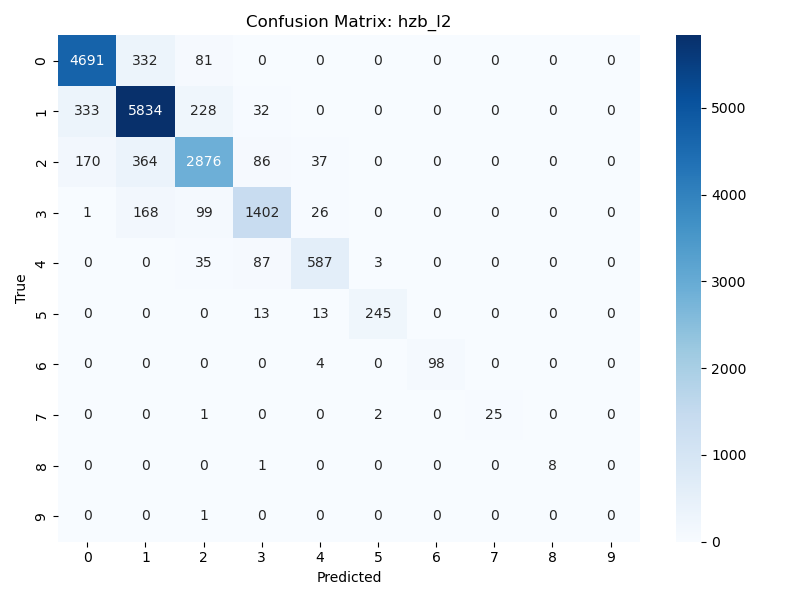 Confusion Matrix: hzb_l2
0 4691 332 81 0 0 0 0 0 0 0
1 333 5834 228 32 0 0 0 0 0 0
2 170 364 2876 86 37 0 0 0 0 0
3 1 168 99 1402 26 0 0 0 0 0
4 0 0 35 87 587 3 0 0 0 0
5 0 0 0 13 13 245 0 0 0 0
6 0 0 0 0 4 0 98 0 0 0
7 0 0 1 0 0 2 0 25 0 0
8 0 0 0 1 0 0 0 0 8 0
9 0 0 1 0 0 0 0 0 0 0
0 1 2 3 4 5 6 7 8 9
Predicted
True
5000
4000
3000
2000
1000
0